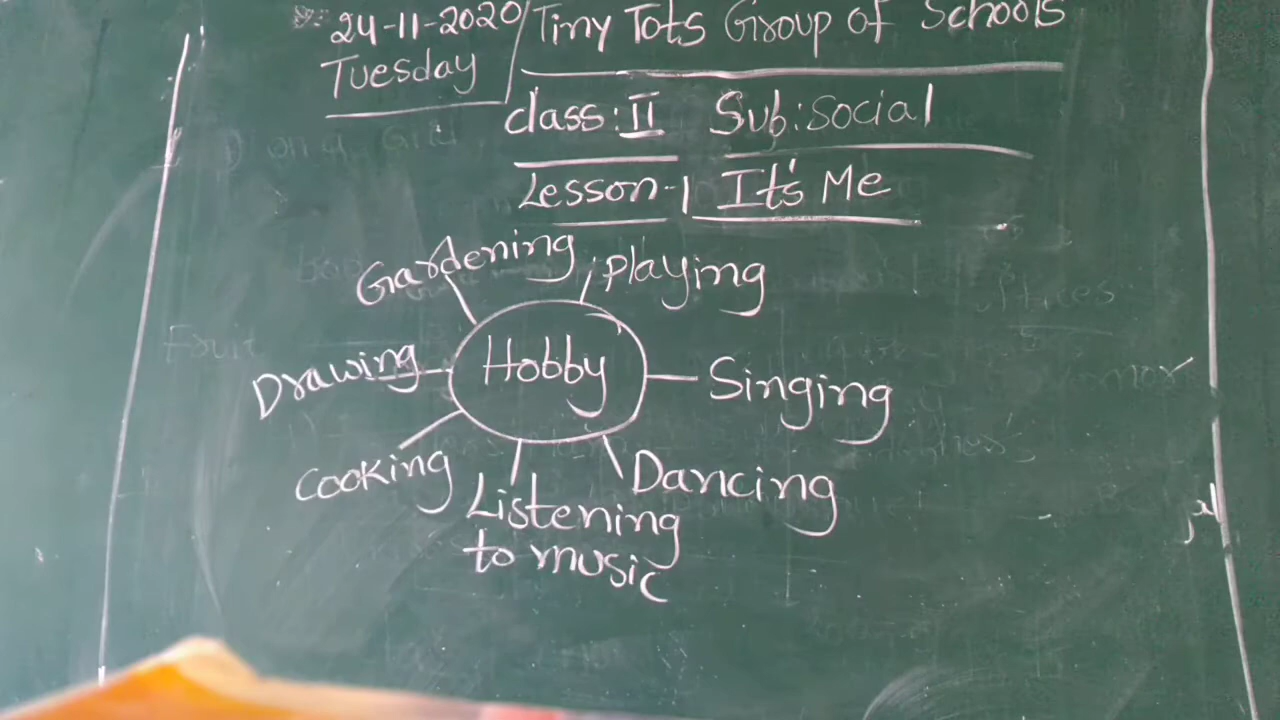 24-11-2020 Tiny Tots Group of Schools
Tuesday
class: II Sub: Social
Lesson-1 It's Me
Gardening
playing
Drawing
Hobby
Singing
cooking
Dancing
Listening
to music